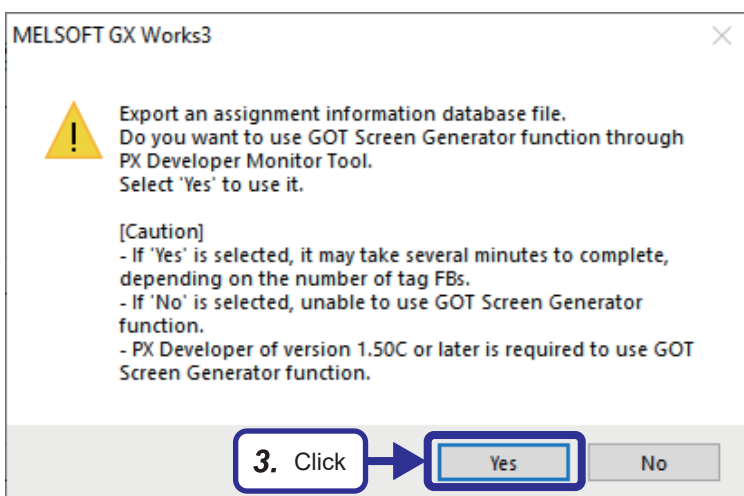 MELSOFT GX Works3
Export an assignment information database file.
Do you want to use GOT Screen Generator function through
PX Developer Monitor Tool.
Select 'Yes' to use it.
[Caution]
- If 'Yes' is selected, it may take several minutes to complete,
depending on the number of tag FBs.
- If 'No' is selected, unable to use GOT Screen Generator
function.
- PX Developer of version 1.50C or later is required to use GOT
Screen Generator function.
3. Click
Yes
No